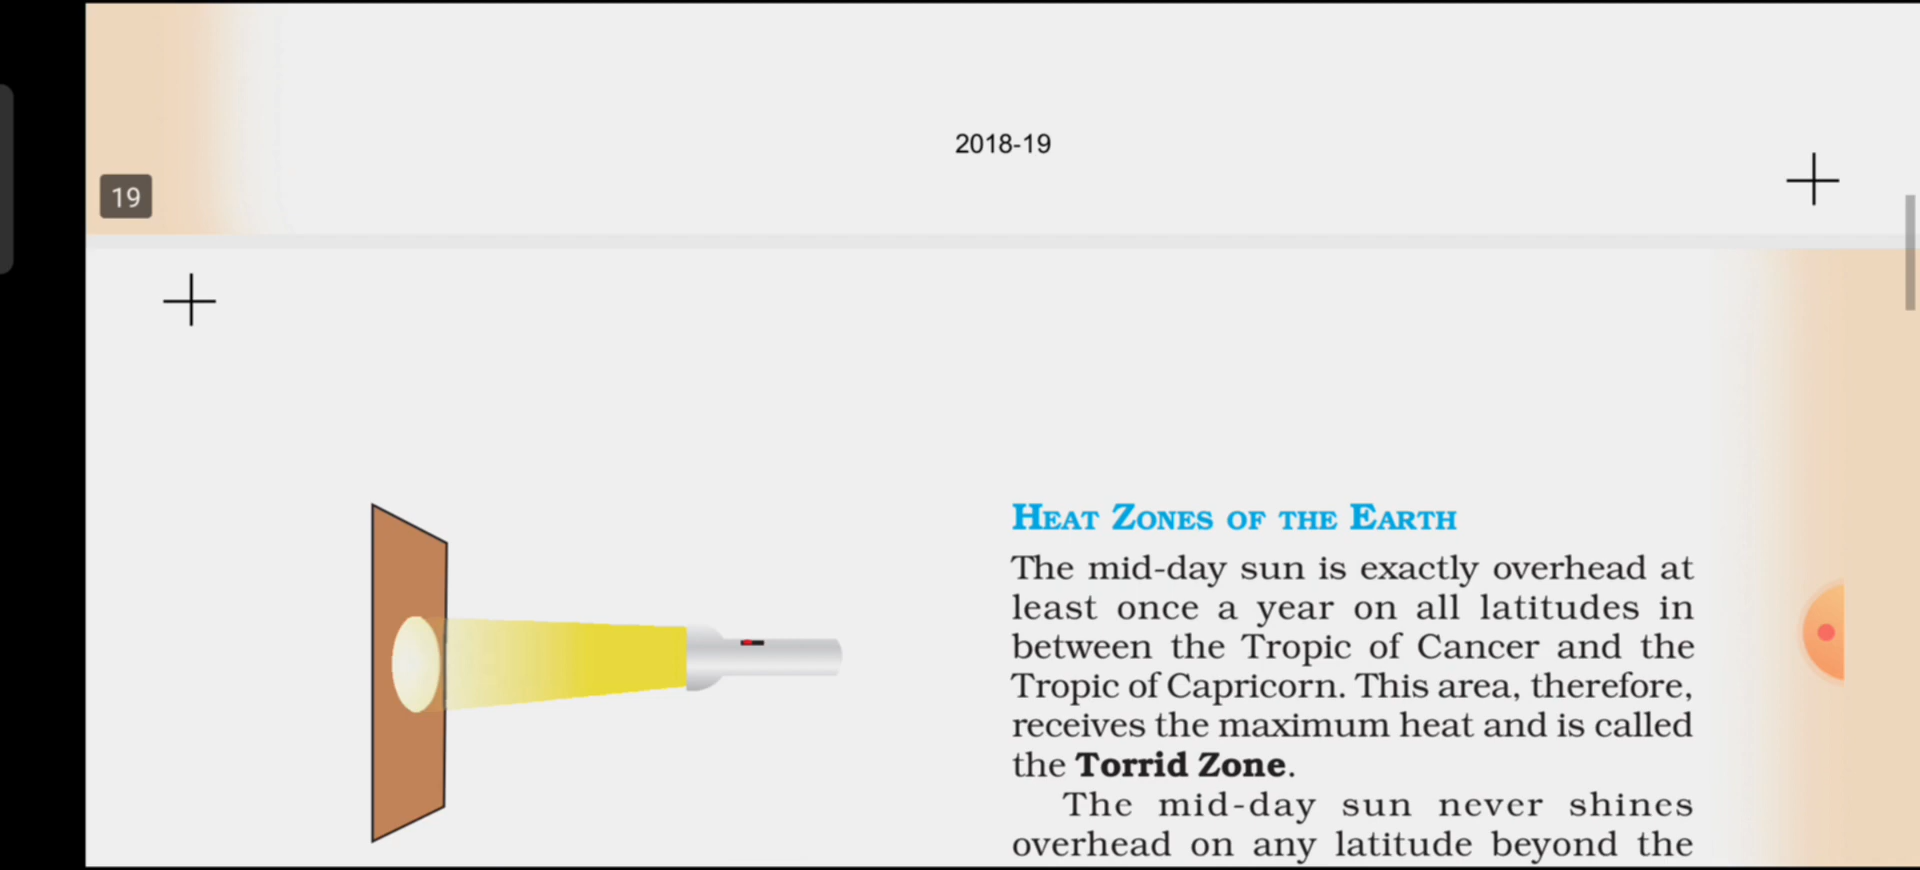 2018-19
19
HEAT ZONES OF THE EARTH
The mid-day sun is exactly overhead at
least once a year on all latitudes in
between the Tropic of Cancer and the
Tropic of Capricorn. This area, therefore,
receives the maximum heat and is called
the Torrid Zone.
The mid-day sun never shines
overhead on any latitude beyond the